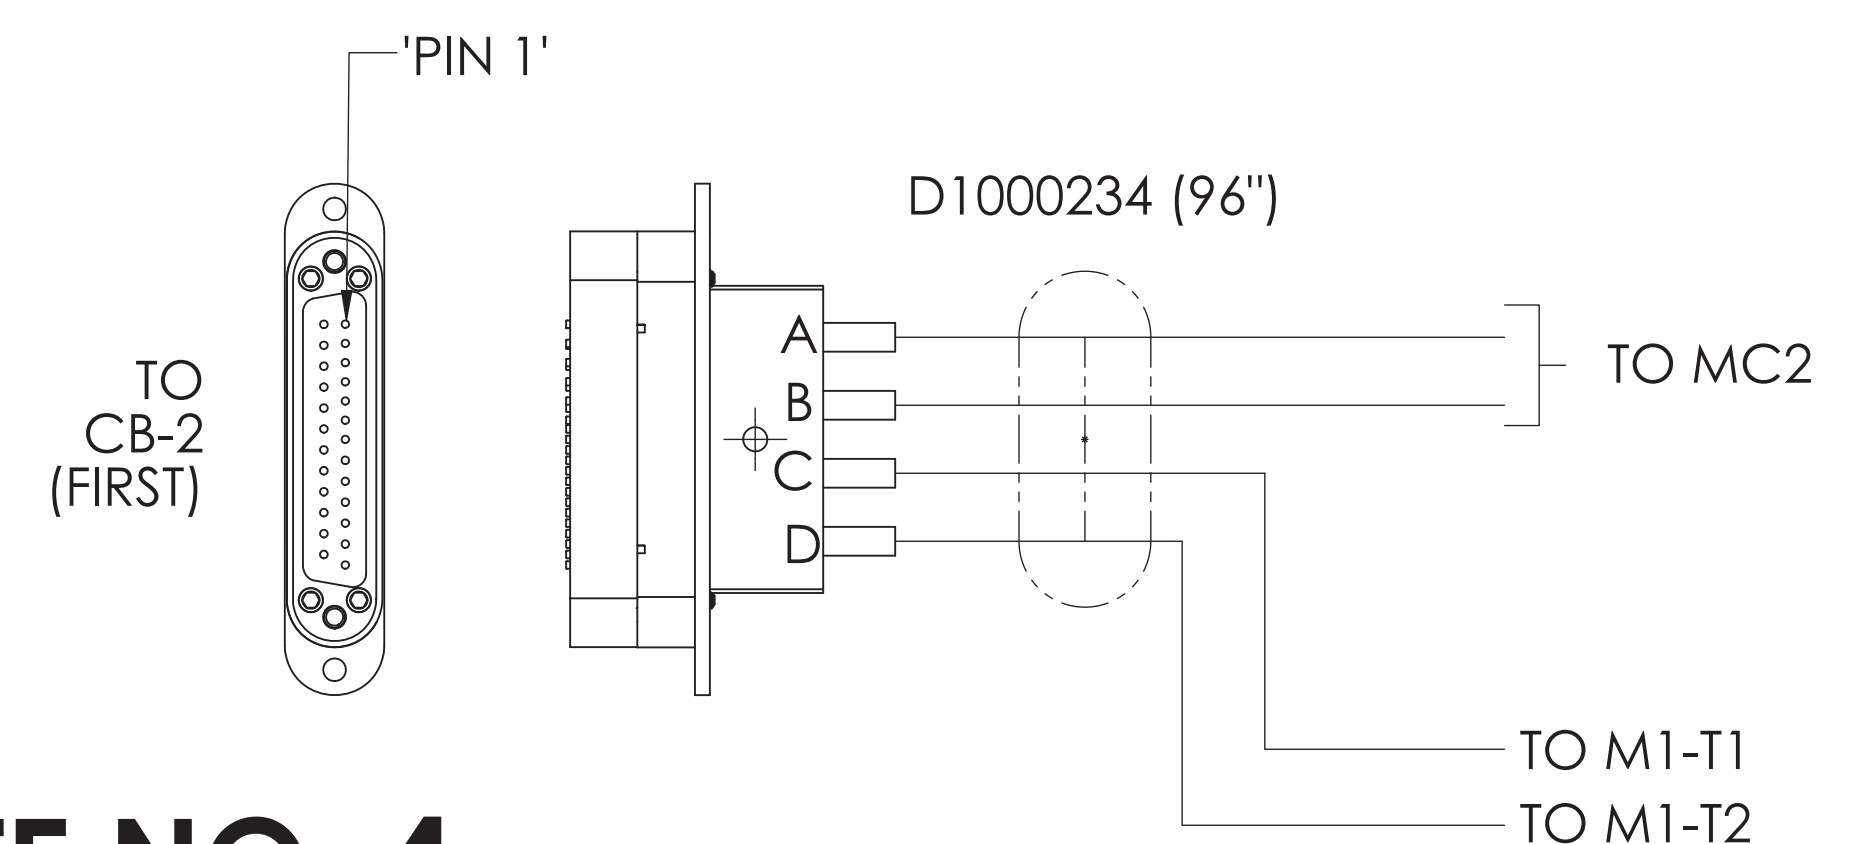 'PIN 1'
D1000234 (96")
TO
CB-2
(FIRST)
A
B
C
D
TO MC2
TO M1-T1
TO M1-T2